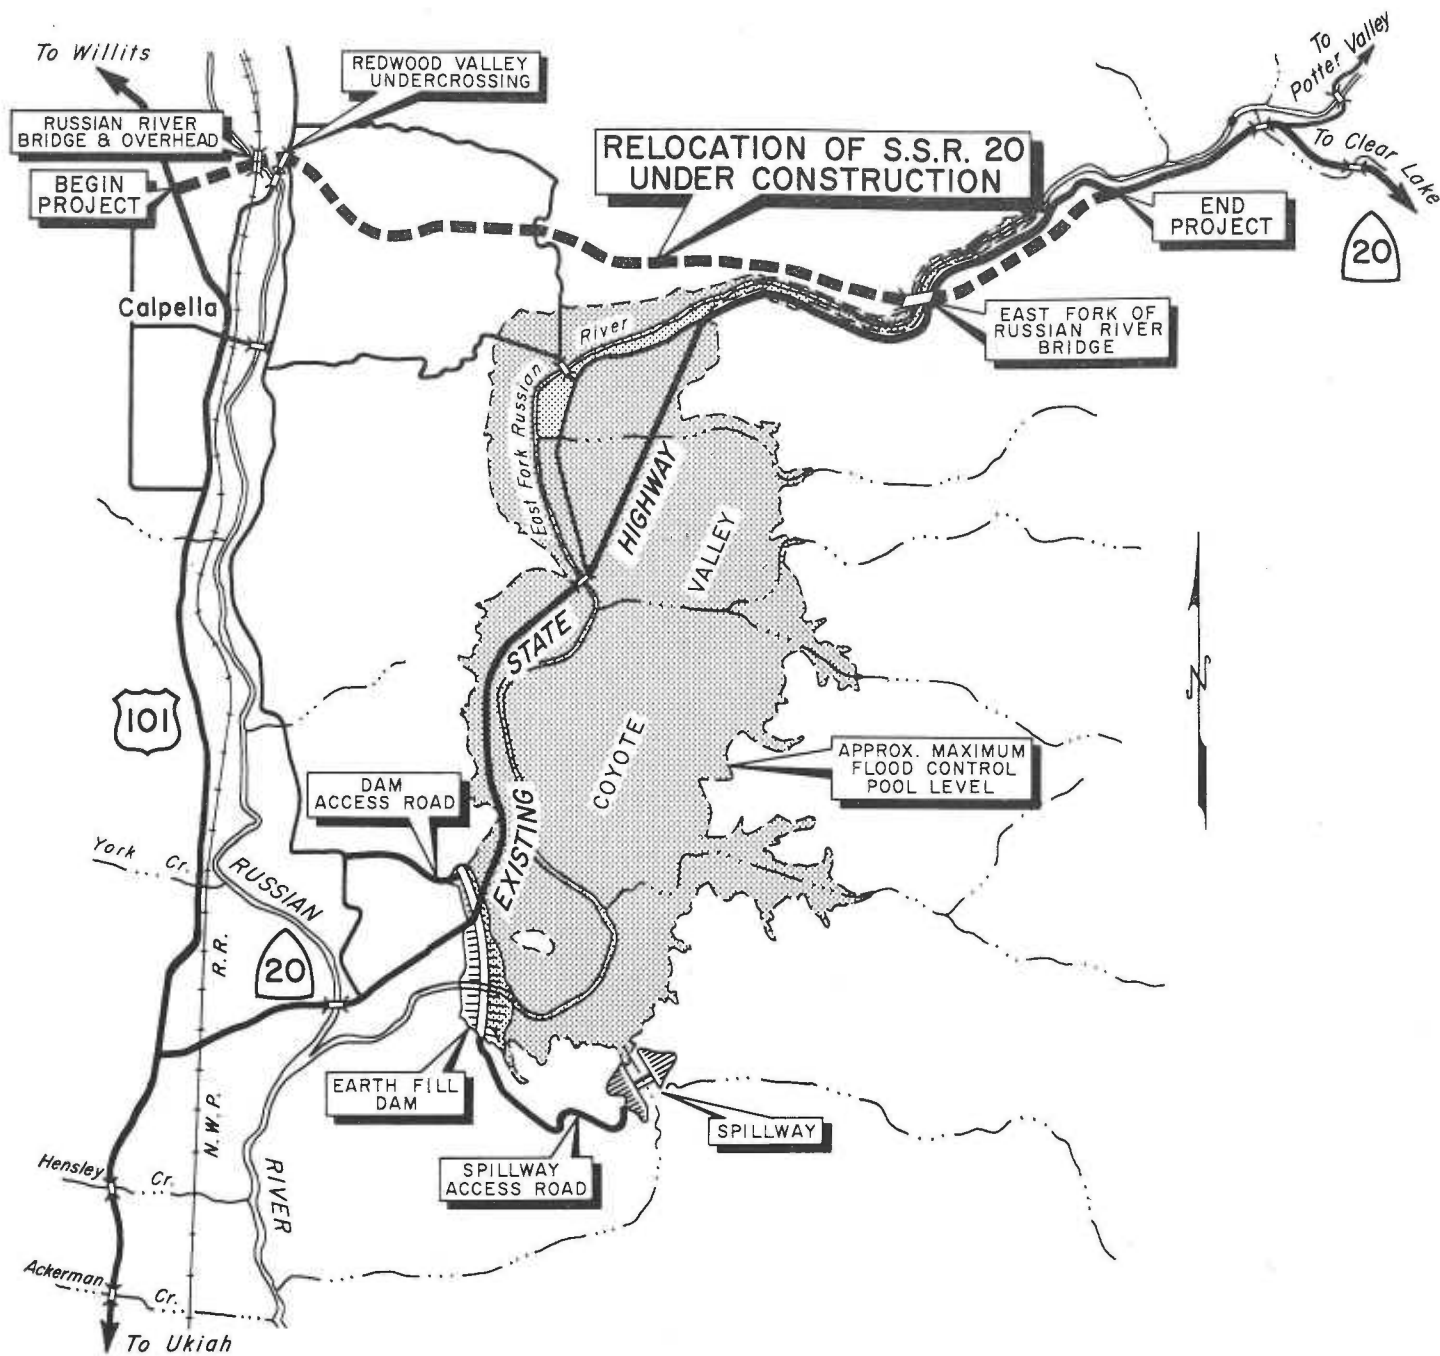 To Willits
REDWOOD VALLEY
UNDERCROSSING
To
Potter Valley
RUSSIAN RIVER
BRIDGE & OVERHEAD
RELOCATION OF S.S.R. 20
UNDER CONSTRUCTION
To Clear Lake
BEGIN
PROJECT
END
PROJECT
20
Calpella
EAST FORK OF
RUSSIAN RIVER
BRIDGE
East Fork Russian
River
EXISTING
STATE
HIGHWAY
COYOTE
VALLEY
N
101
APPROX. MAXIMUM
FLOOD CONTROL
POOL LEVEL
DAM
ACCESS ROAD
York Cr.
RUSSIAN
RIVER
20
N.W.P.
R.R.
EARTH FILL
DAM
SPILLWAY
SPILLWAY
ACCESS ROAD
Hensley Cr.
Ackerman Cr.
To Ukiah